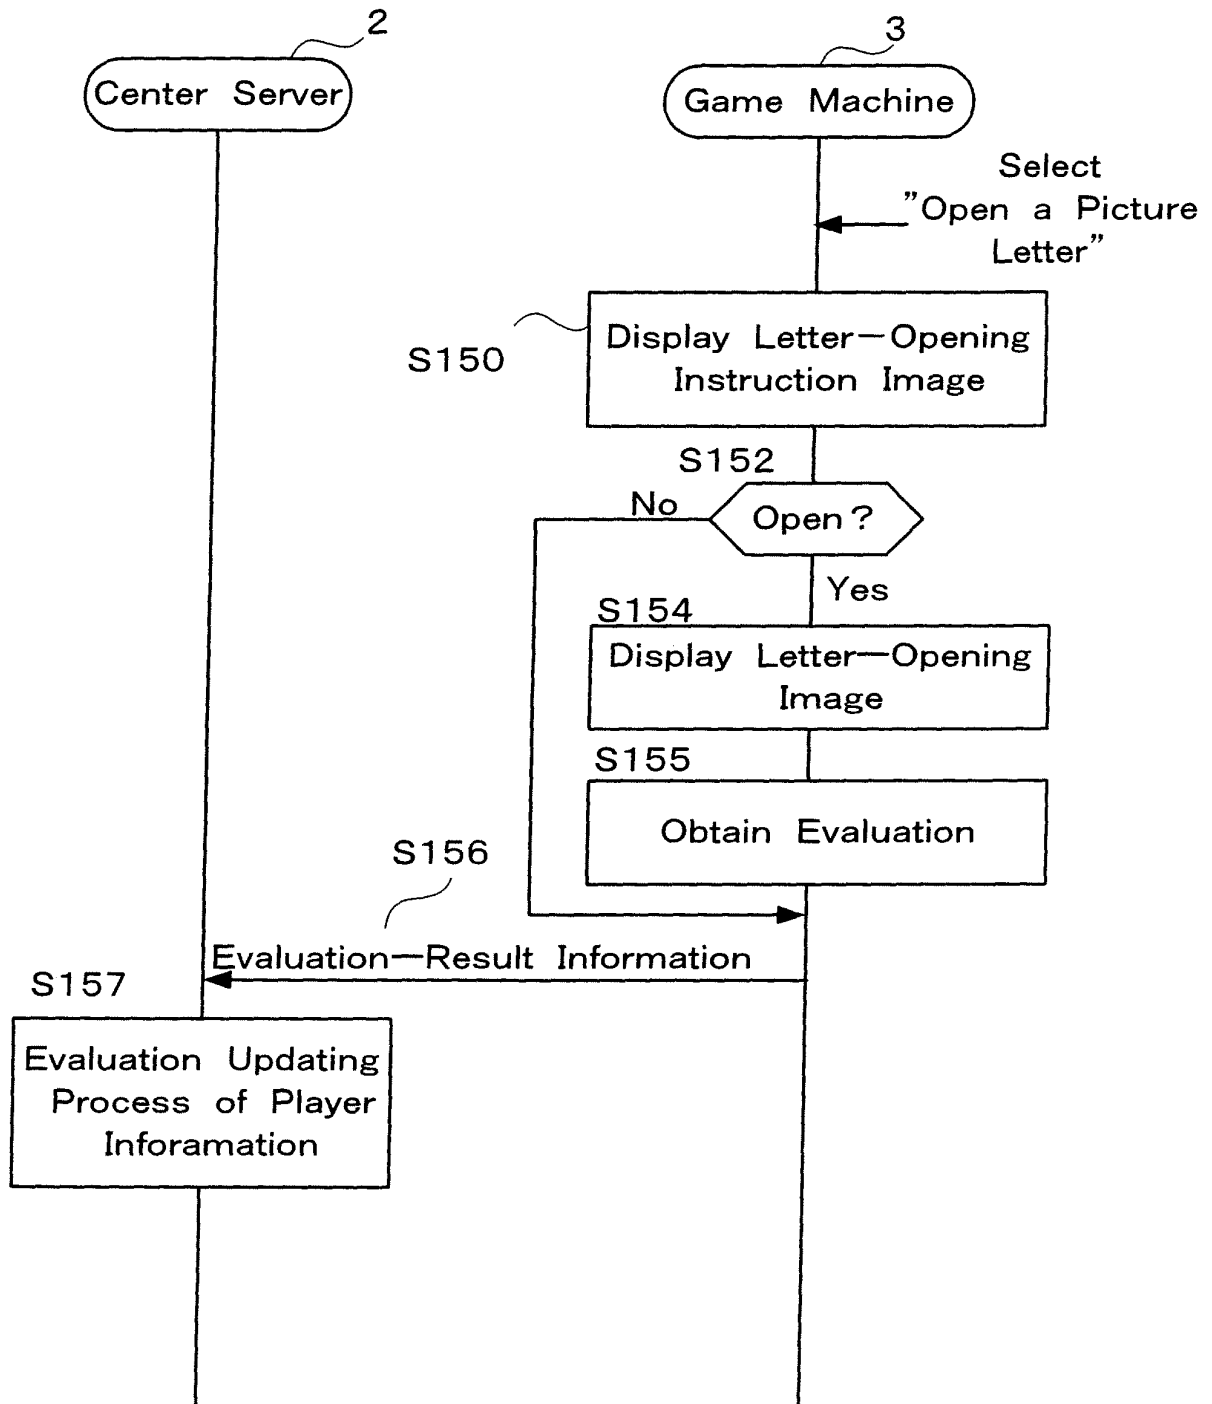 2
3
Center Server
Game Machine
Select
"Open a Picture
Letter"
Display Letter—Opening
Instruction Image
S150
S152
No
Open?
Yes
S154
Display Letter—Opening
Image
S155
Obtain Evaluation
S156
Evaluation—Result Information
S157
Evaluation Updating
Process of Player
Inforamation